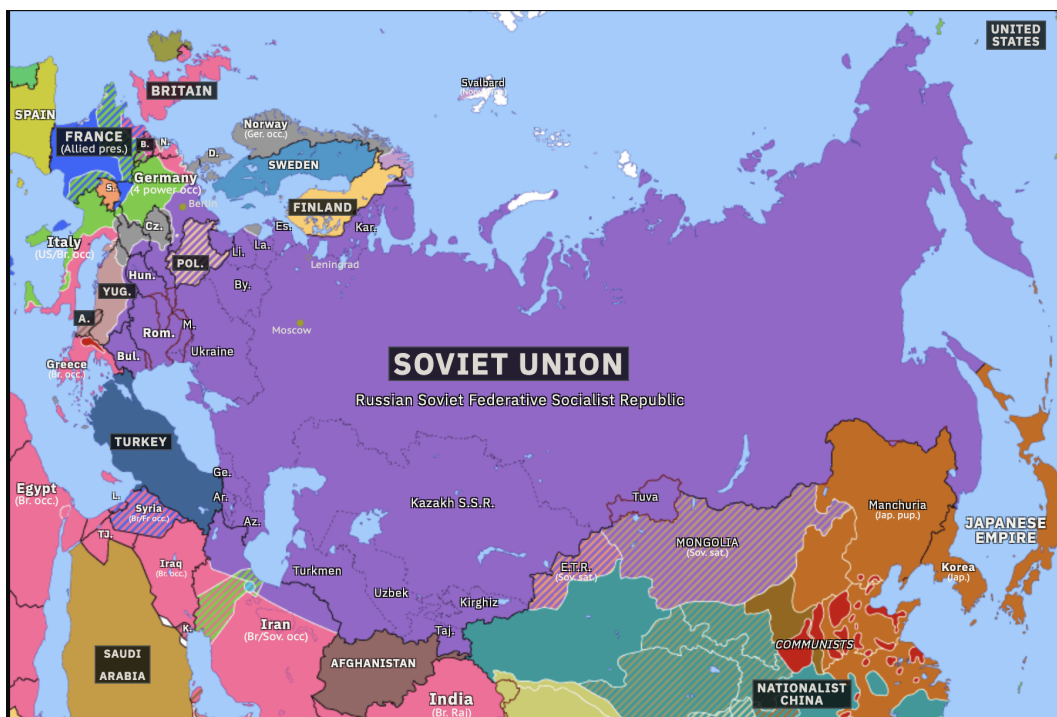 UNITED
STATES
BRITAIN
Svalbard
SPAIN
Norway
(Ger. occ.)
FRANCE
(Allied pres.)
B.
N.
D.
SWEDEN
S.
Germany
(4 power occ)
Berlin
FINLAND
Es.
Kar.
Cz.
Italy
(US/Br. occ)
La.
Li.
POL.
Leningrad
Hun.
By.
YUG.
A.
Rom.
M.
Moscow
Ukraine
Bul.
Greece
(Br. occ.)
SOVIET UNION
Russian Soviet Federative Socialist Republic
TURKEY
Ge.
Ar.
Az.
Kazakh S.S.R.
Tuva
Manchuria
(Jap. pup.)
Egypt
(Br. occ.)
L.
Syria
(Br/Fr occ.)
TJ.
JAPANESE
EMPIRE
MONGOLIA
(Sov. sat.)
Iraq
(Br. occ.)
Turkmen
E.T.R.
(Sov. sat.)
Korea
(Jap.)
Uzbek
Kirghiz
K.
Iran
(Br/Sov. occ)
Taj.
COMMUNISTS
SAUDI
ARABIA
AFGHANISTAN
NATIONALIST
CHINA
India
(Br. Raj)